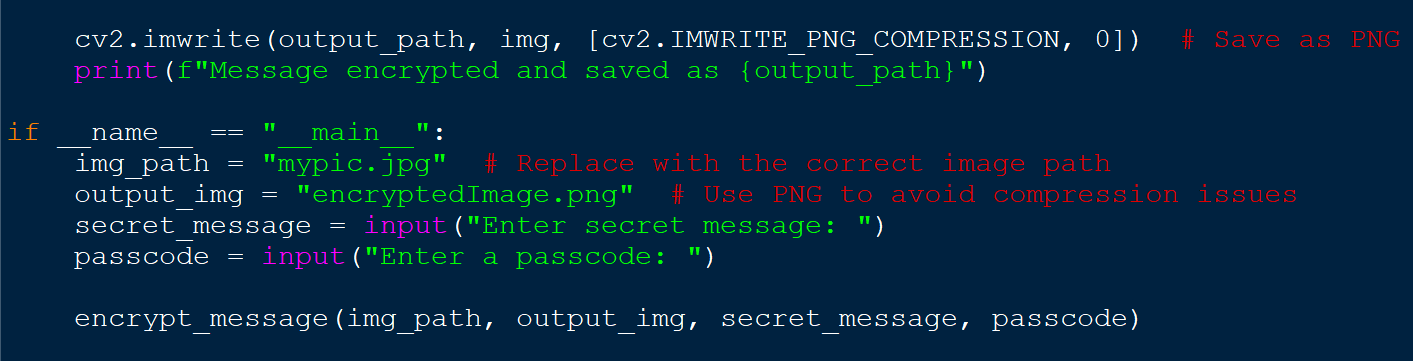 cv2.imwrite(output_path, img, [cv2.IMWRITE_PNG_COMPRESSION, 0])  # Save as PNG
print(f"Message encrypted and saved as {output_path}")
if __name__ == "__main__":
img_path = "mypic.jpg"  # Replace with the correct image path
output_img = "encryptedImage.png"  # Use PNG to avoid compression issues
secret_message = input("Enter secret message: ")
passcode = input("Enter a passcode: ")
encrypt_message(img_path, output_img, secret_message, passcode)